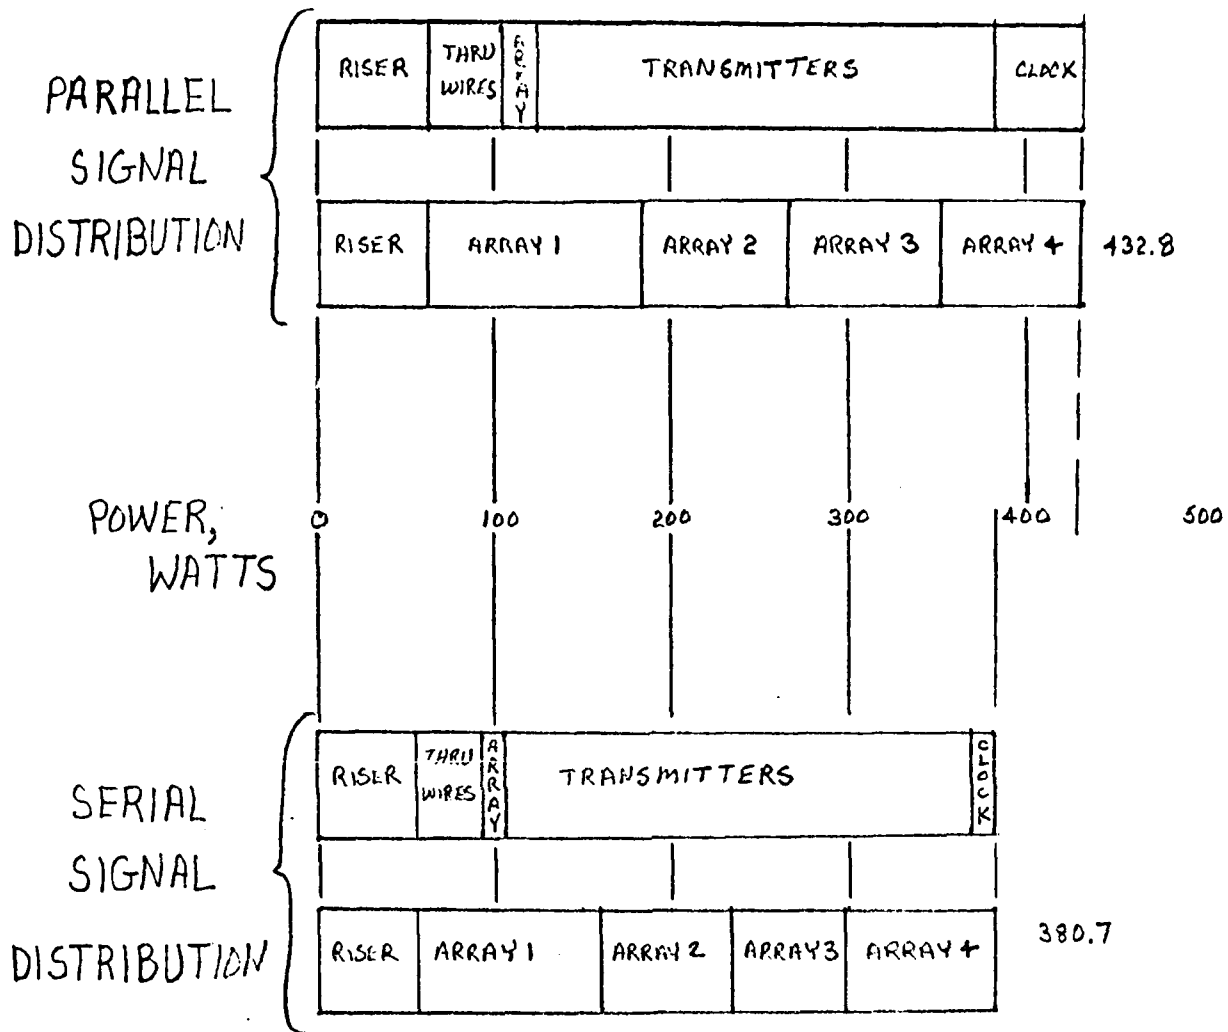 PARALLEL
SIGNAL
DISTRIBUTION
RISER THRU WIRES ARRAY TRANSMITTERS CLOCK
RISER ARRAY 1 ARRAY 2 ARRAY 3 ARRAY 4 432.8
POWER,
WATTS
0 100 200 300 400 500
SERIAL
SIGNAL
DISTRIBUTION
RISER THRU WIRES ARRAY TRANSMITTERS CLOCK
RISER ARRAY 1 ARRAY 2 ARRAY 3 ARRAY 4 380.7